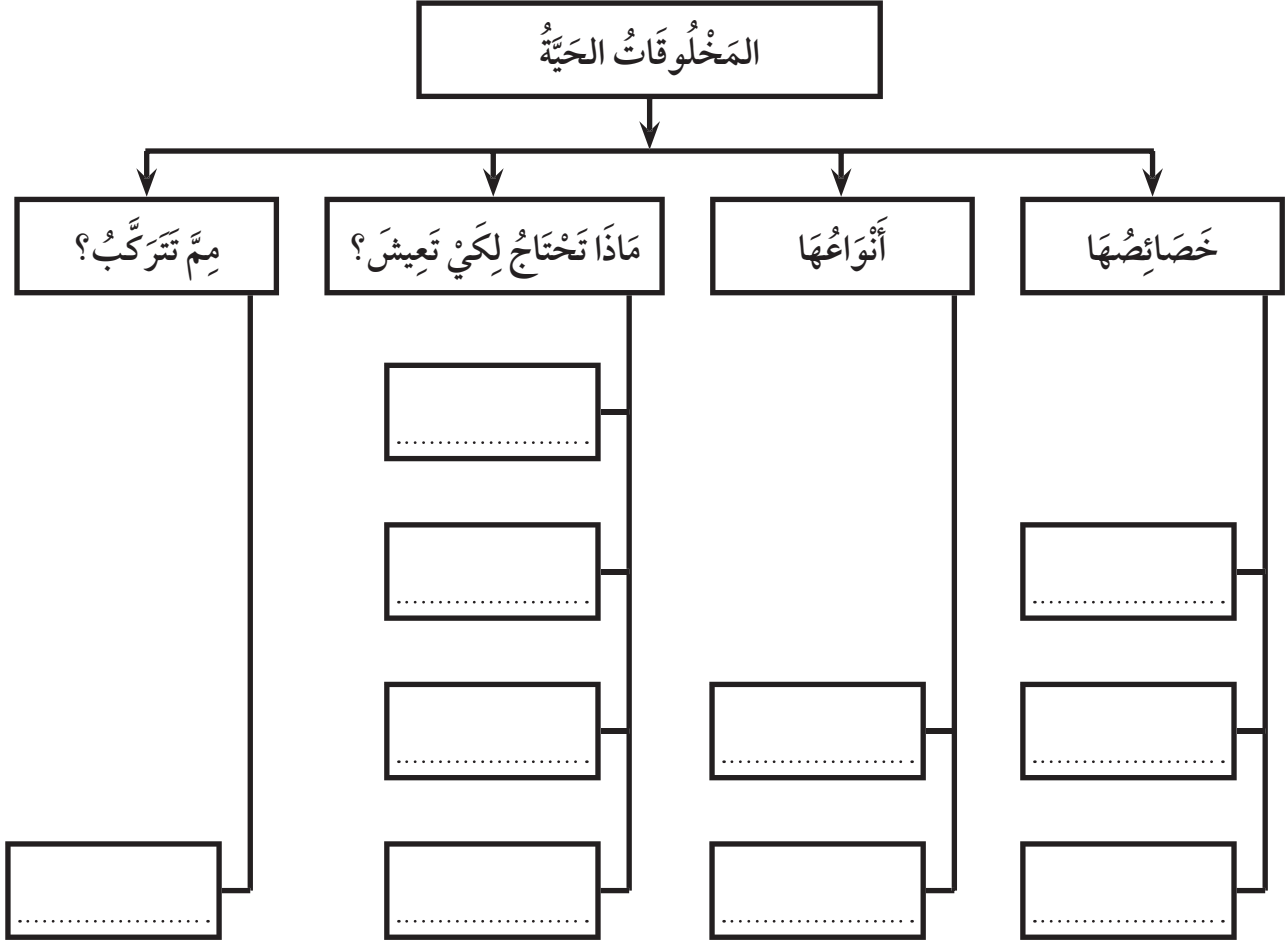 المَخْلُوقَاتُ الحَيَّةُ
خَصَائِصُهَا
أَنْوَاعُهَا
مَاذَا تَحْتَاجُ لِكَيْ تَعِيشَ؟
مِمَّ تَتَرَكَّبُ؟